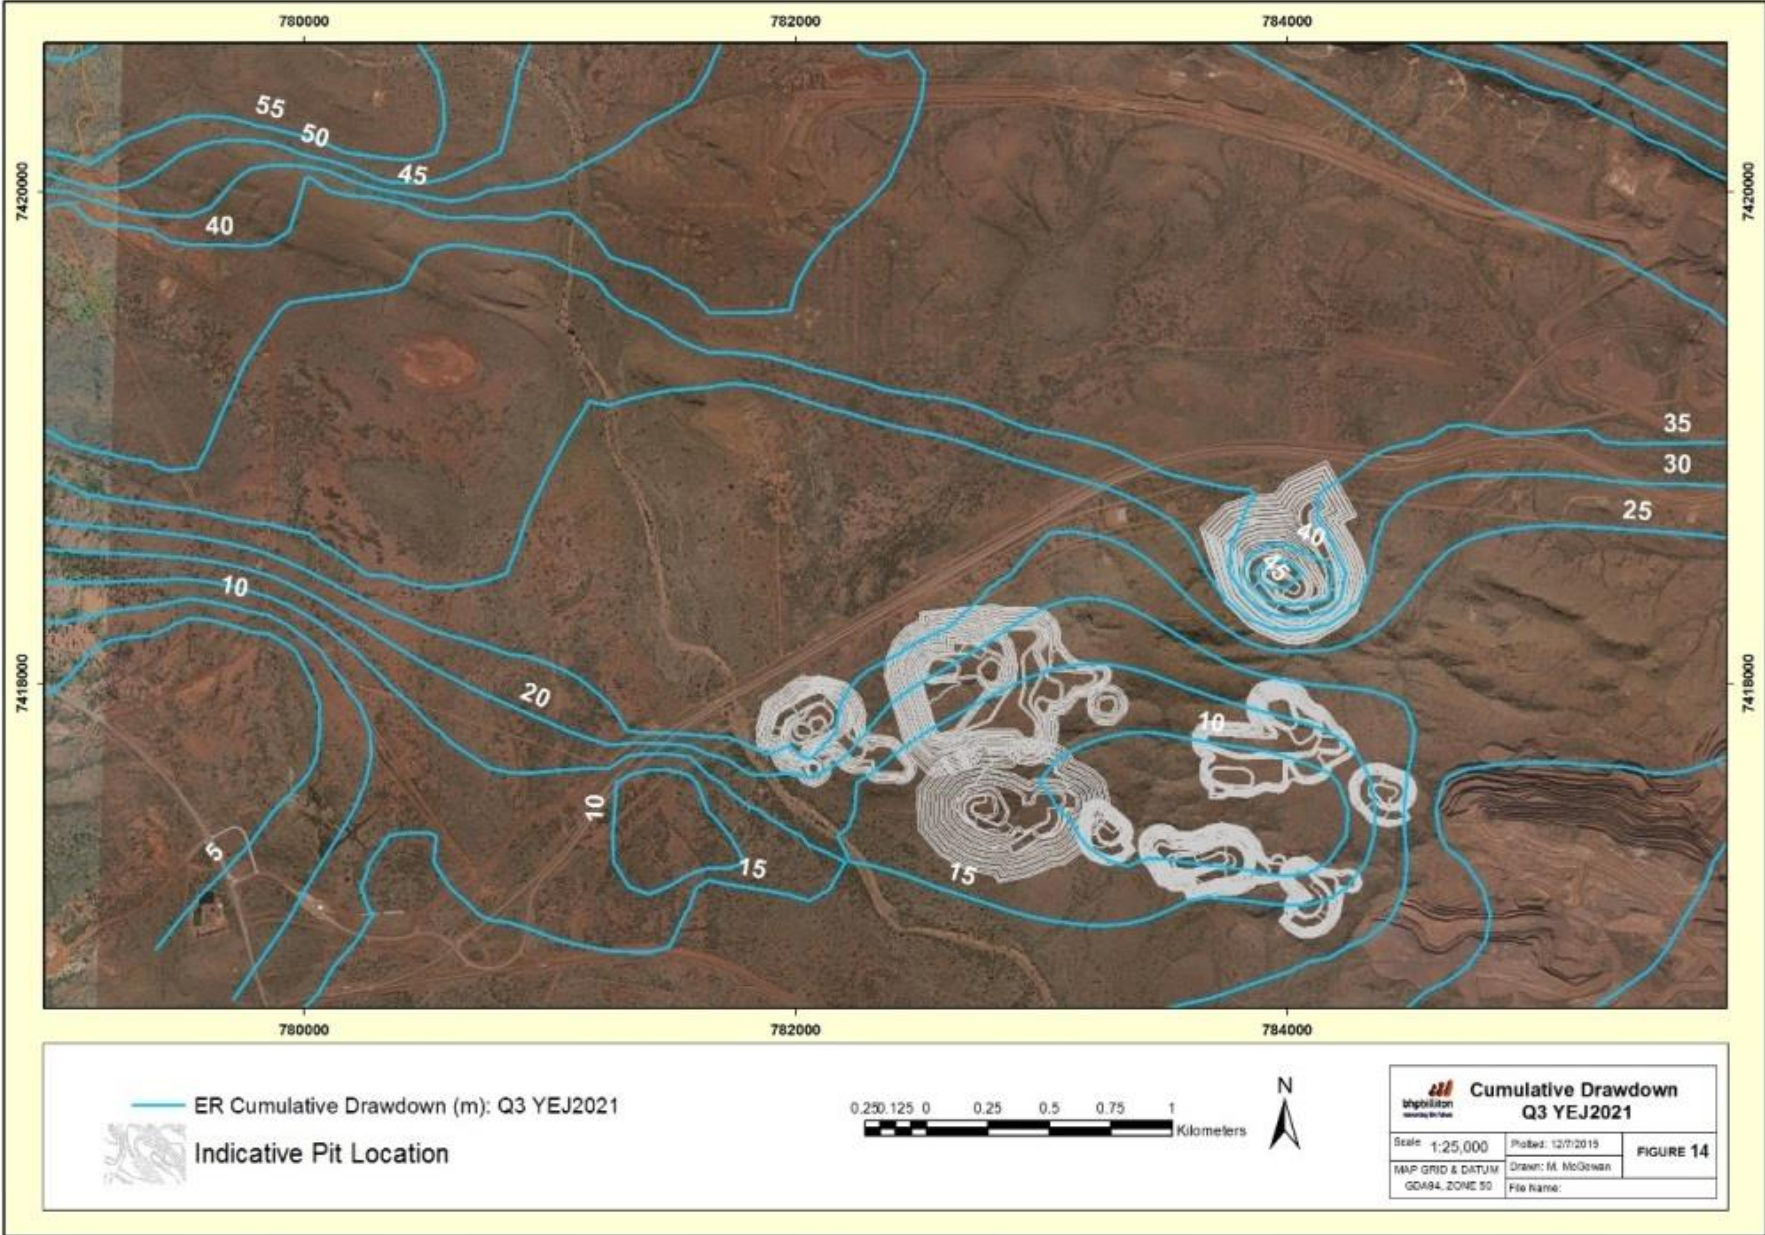 780000
782000
784000
7420000
7420000
7418000
7418000
55
50
45
40
35
30
25
40
45
10
20
10
10
15
15
5
780000
782000
784000
ER Cumulative Drawdown (m): Q3 YEJ2021
Indicative Pit Location
0.250.125 0 0.25 0.5 0.75 1
Kilometers
N
bhpbilliton
Cumulative Drawdown
Q3 YEJ2021
Scale 1:25,000
Plotted: 12/7/2015
FIGURE 14
MAP GRID & DATUM
GDA94, ZONE 50
Drawn: M. McGowan
File Name: